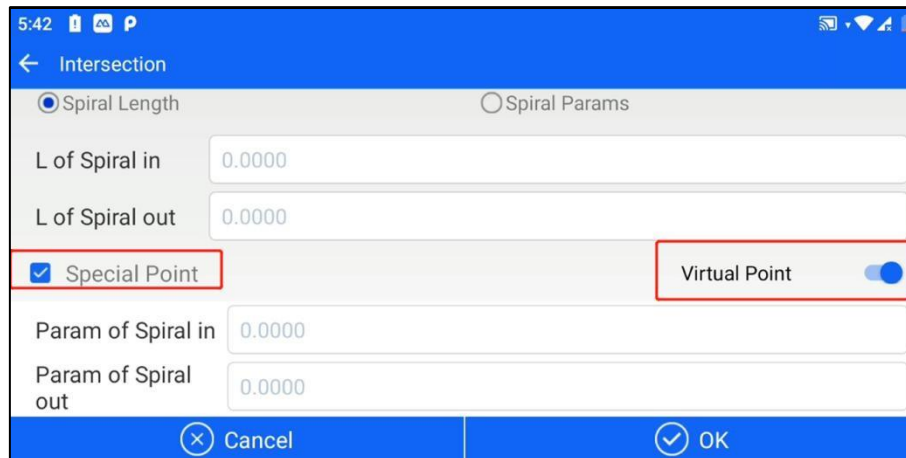 5:42
Intersection
Spiral Length Spiral Params
L of Spiral in 0.0000
L of Spiral out 0.0000
Special Point Virtual Point
Param of Spiral in 0.0000
Param of Spiral
out 0.0000
Cancel OK